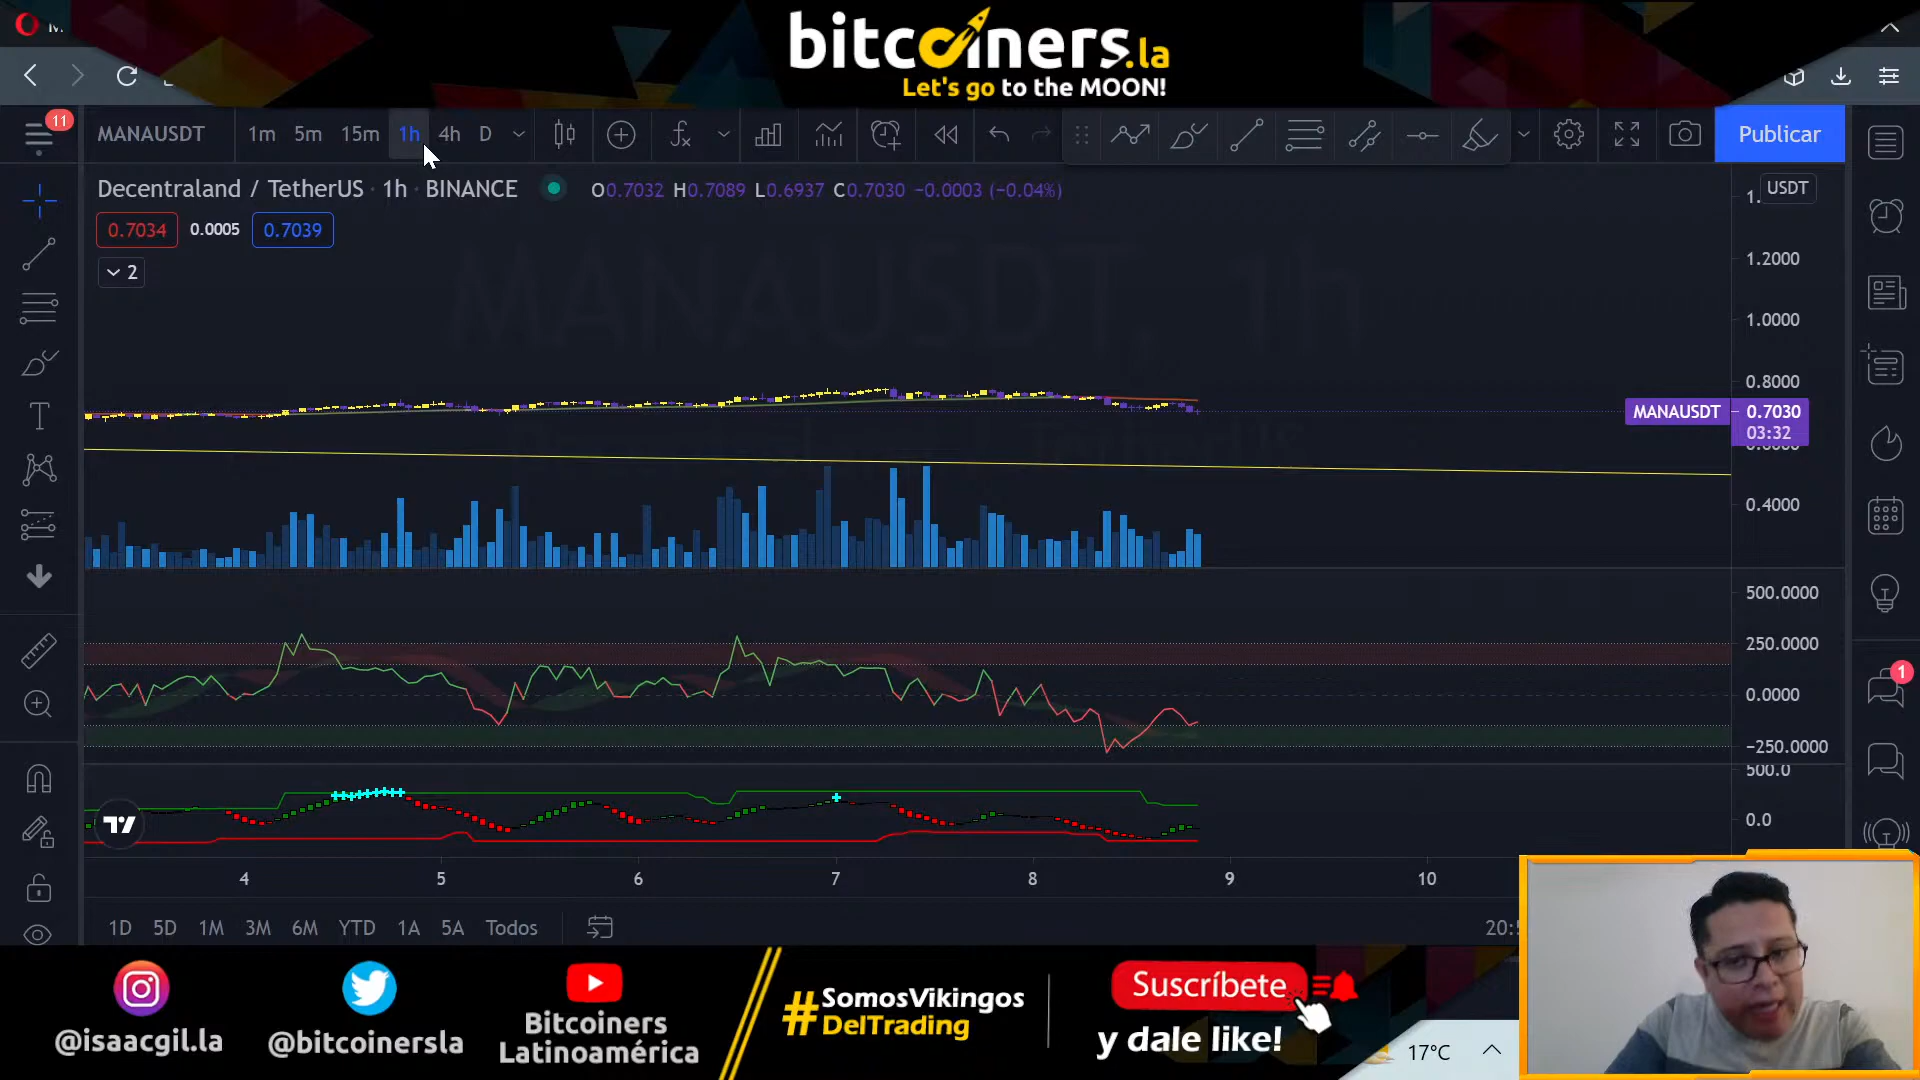 M
bitcoiners.la
Let's go to the MOON!
11
MANAUSDT
1m 5m 15m 1h 4h D
Publicar
Decentraland / TetherUS · 1h · BINANCE
O0.7032 H0.7089 L0.6937 C0.7030 −0.0003 (−0.04%)
USDT
0.7034 0.0005 0.7039
2
MANAUSDT, 1h
1.2000
1.0000
0.8000
MANAUSDT
0.7030
03:32
0.4000
500.0000
250.0000
0.0000
−250.0000
500.0
0.0
1
4 5 6 7 8 9 10
1D 5D 1M 3M 6M YTD 1A 5A Todos
@isaacgil.la
@bitcoinersla
Bitcoiners
Latinoamérica
#SomosVikingos
DelTrading
Suscríbete
y dale like!
17°C